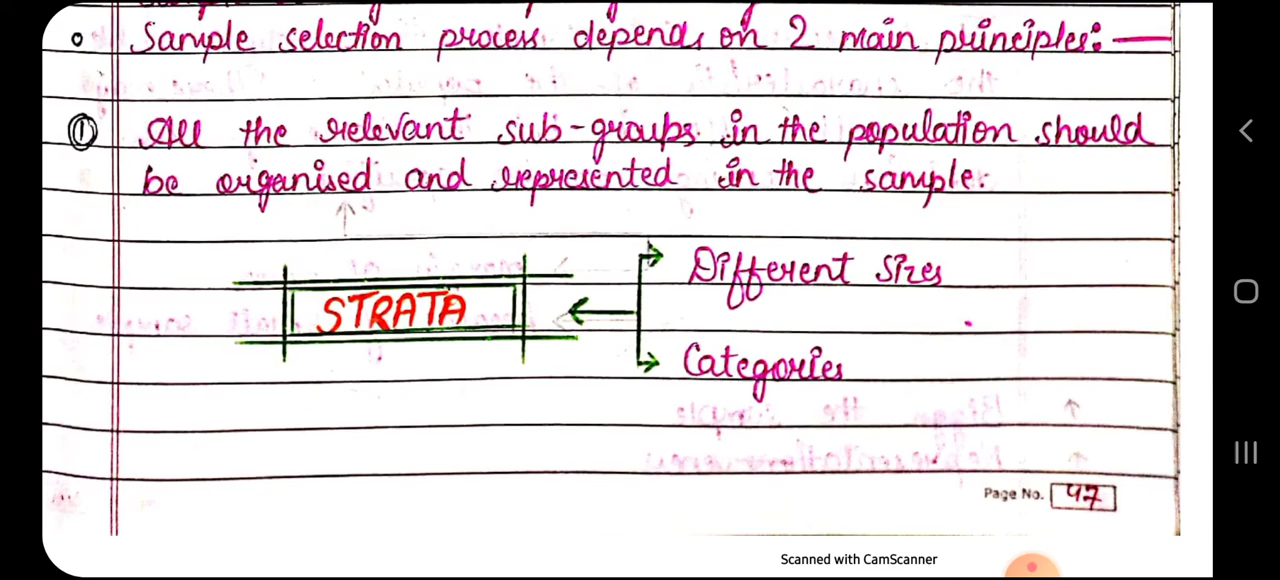 Sample selection process depends on 2 main principles:—
① All the relevant sub-groups in the population should
be organised and represented in the sample.
Different sizes
STRATA
Categories
Page No. 47
Scanned with CamScanner